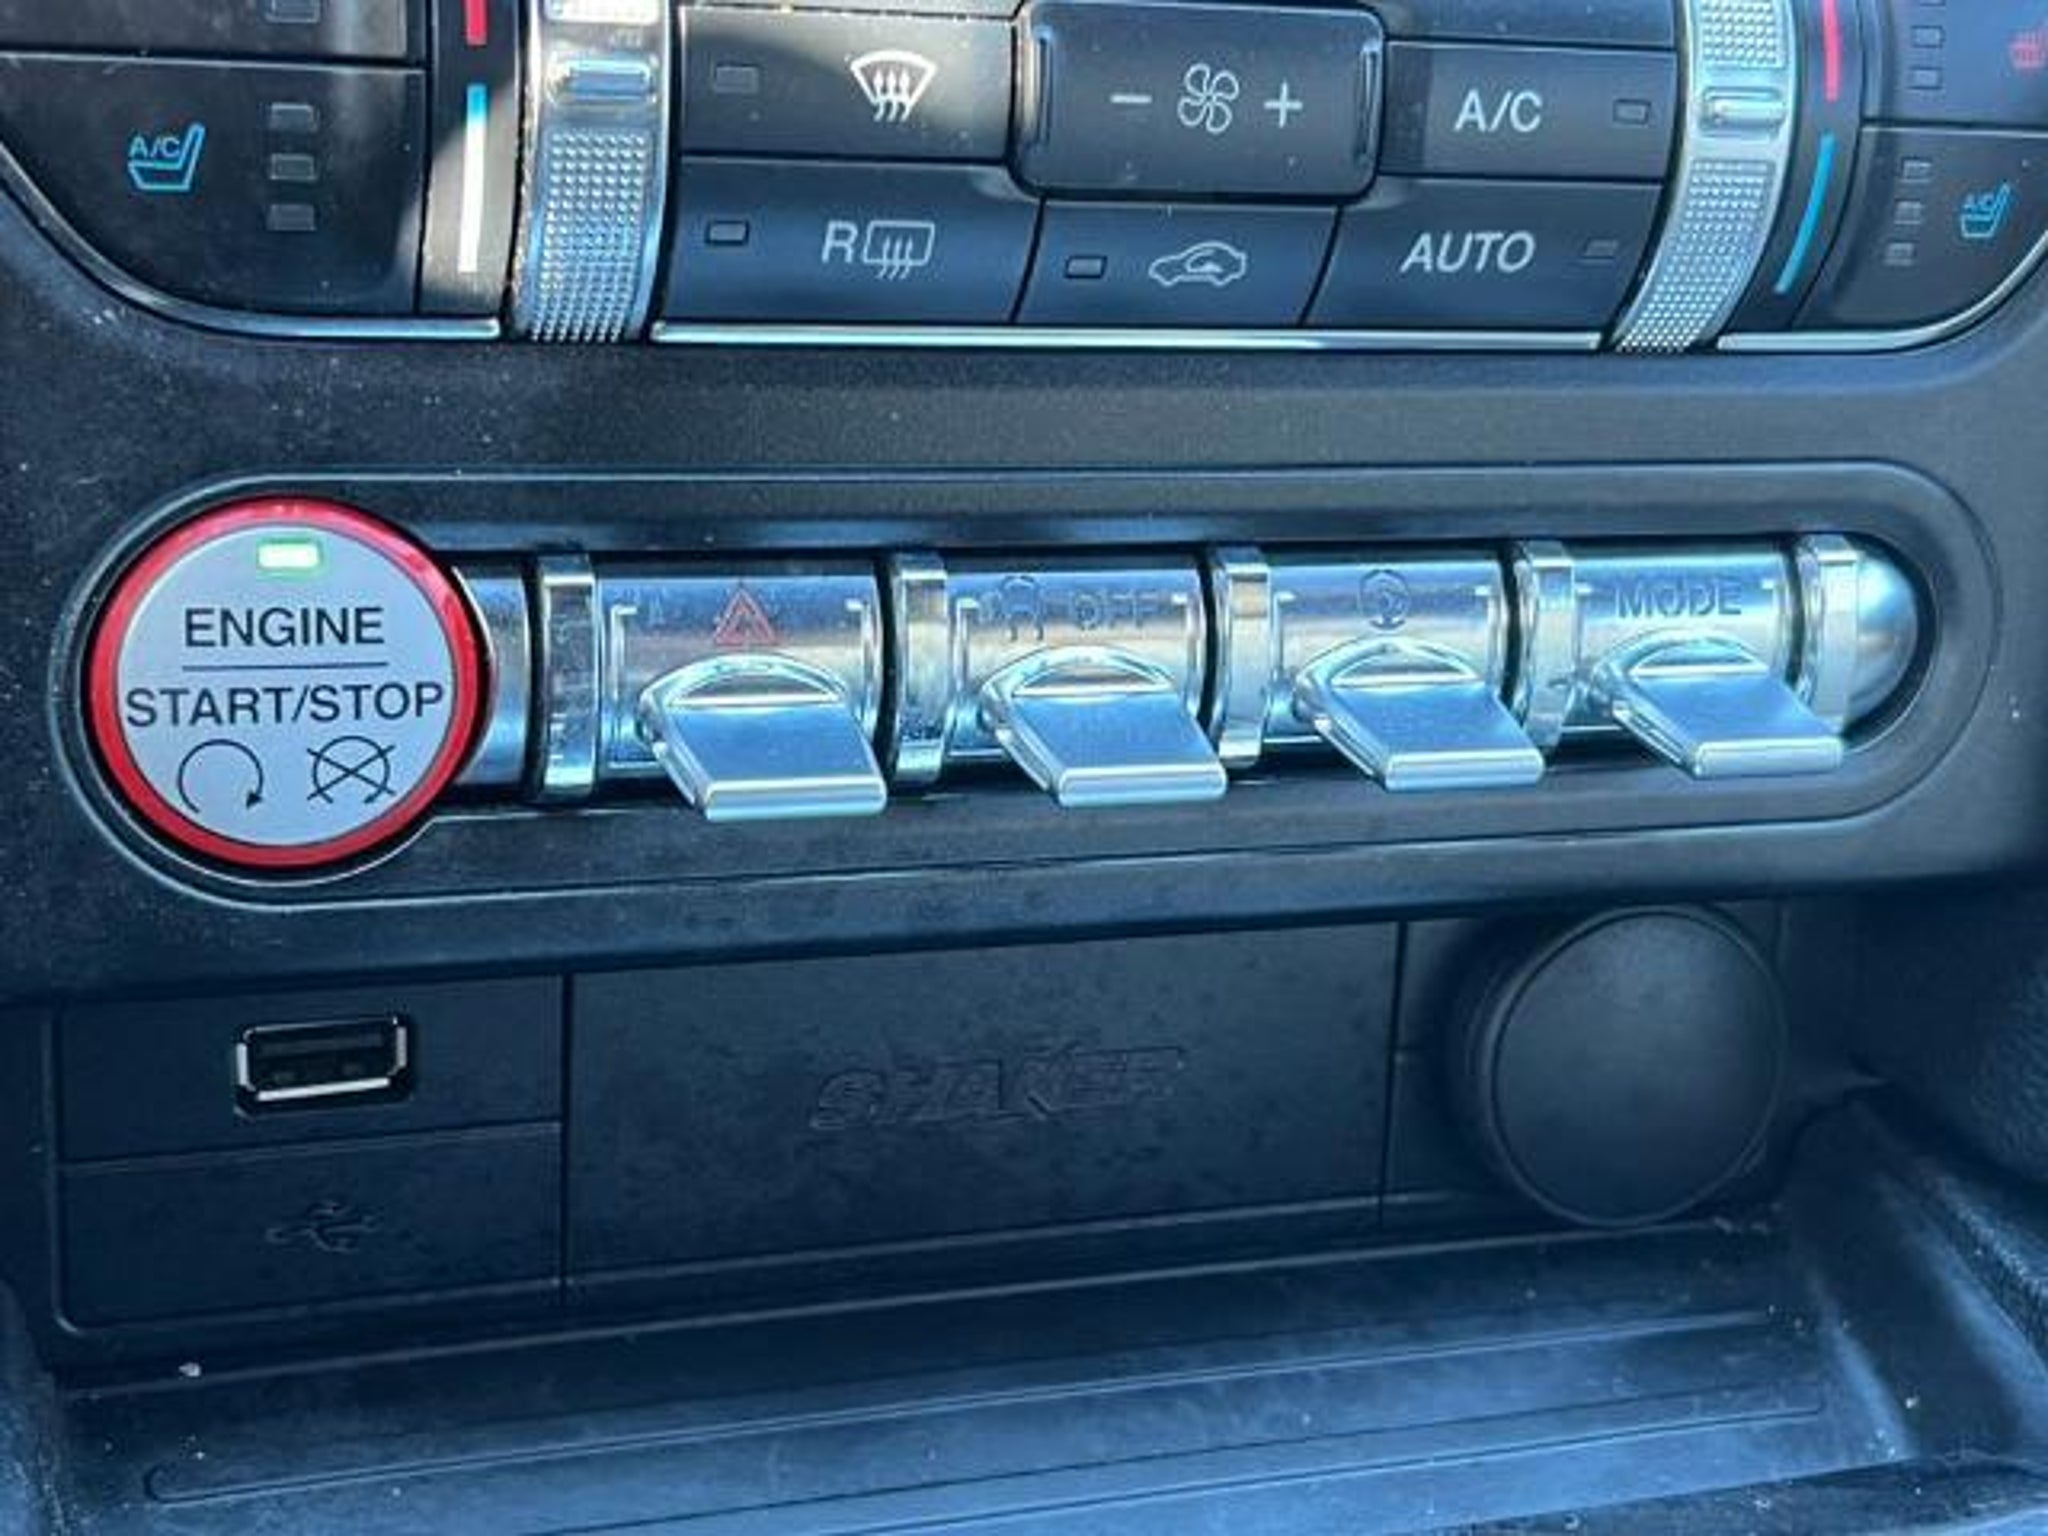 A/C
- +
A/C
R
AUTO
A/C
ENGINE
START/STOP
OFF
MODE
SHAKER